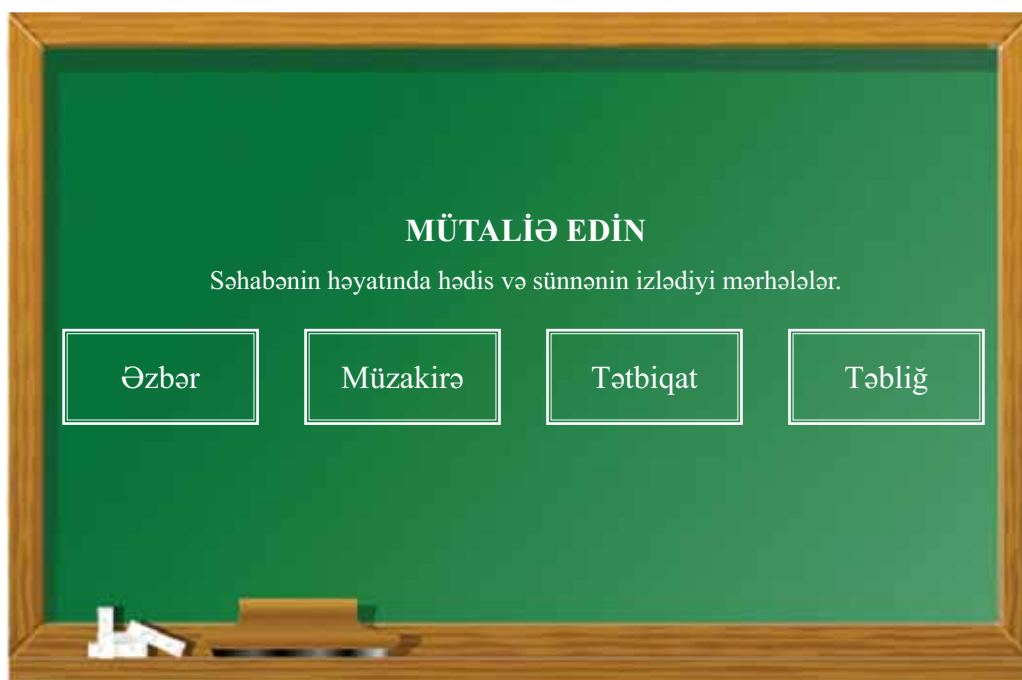 MÜTALİƏ EDİN
Səhabənin həyatında hədis və sünnənin izlədiyi mərhələlər.
Əzbər
Müzakirə
Tətbiqat
Təbliğ